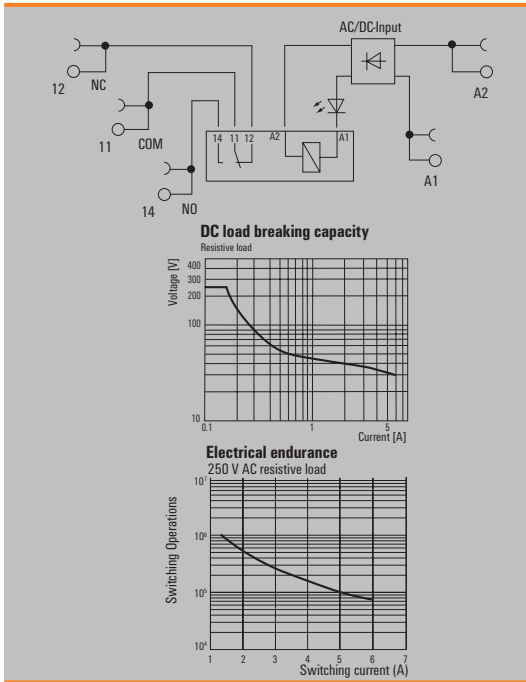 AC/DC-Input
12 NC
A2
11 COM
14 11 12 A2 A1
A1
14 NO
DC load breaking capacity
Resistive load
Voltage [V]
400
300
200
100
10
0.1 1 5
Current [A]
Electrical endurance
250 V AC resistive load
Switching Operations
10⁷
10⁶
10⁵
10⁴
1 2 3 4 5 6 7
Switching current (A)